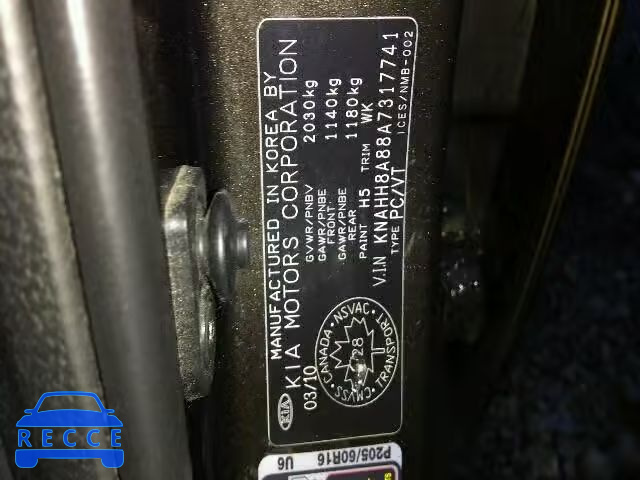 MANUFACTURED IN KOREA BY
KIA KIA MOTORS CORPORATION
03/10 GVWR/PNBV 2030kg
GAWR/PNBE FRONT 1140kg
GAWR/PNBE REAR 1180kg
PAINT H5 TRIM WK
V.I.N KNAHH8A88A7317741
TYPE PC/VT ICES/NMB-002
CANADA · NSVAC · TRANSPORT · CMVSS
28
P205/60R16
U6
RECCE